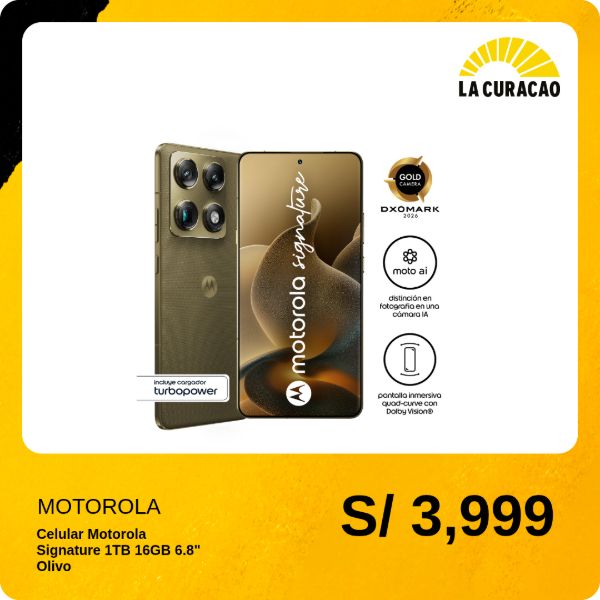 LA CURACAO
GOLD
CAMERA
DXOMARK
2026
motorola signature
moto ai
distinción en
fotografía en una
cámara IA
incluye cargador
turbopower
pantalla inmersiva
quad-curve con
Dolby Vision®
MOTOROLA
S/ 3,999
Celular Motorola
Signature 1TB 16GB 6.8"
Olivo